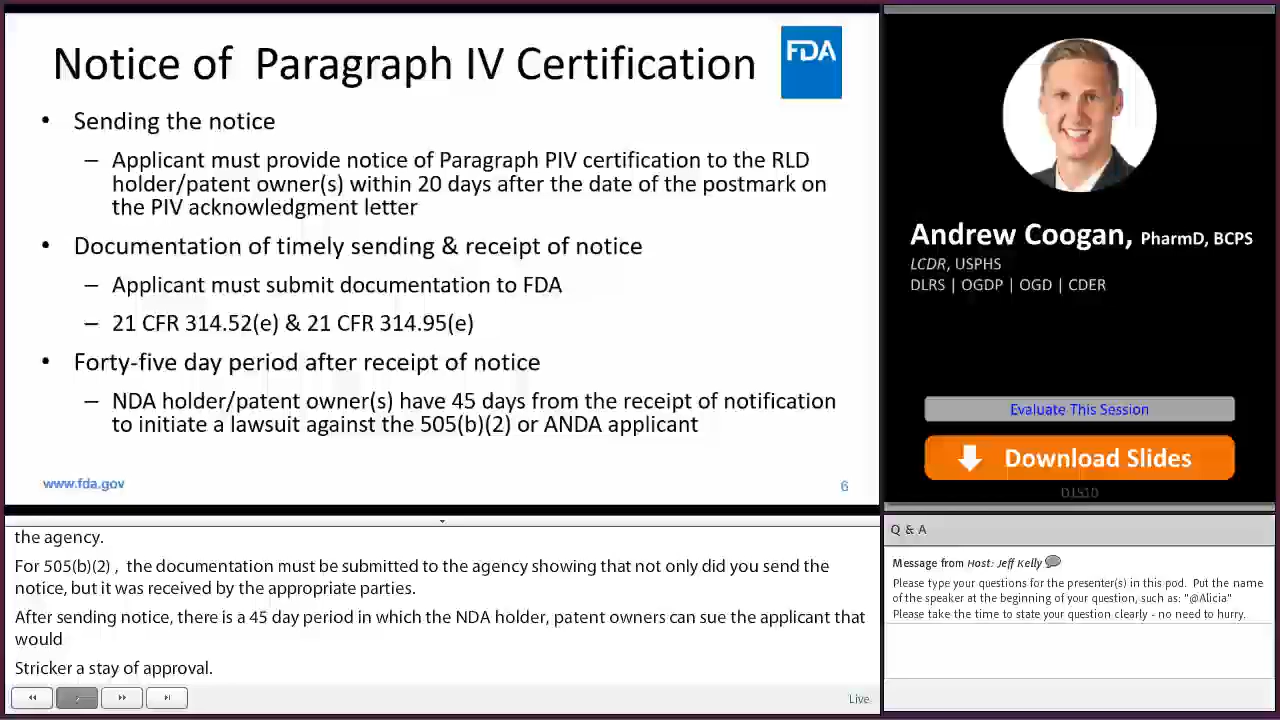 Notice of Paragraph IV Certification
FDA
• Sending the notice
– Applicant must provide notice of Paragraph PIV certification to the RLD
holder/patent owner(s) within 20 days after the date of the postmark on
the PIV acknowledgment letter
• Documentation of timely sending & receipt of notice
– Applicant must submit documentation to FDA
– 21 CFR 314.52(e) & 21 CFR 314.95(e)
• Forty-five day period after receipt of notice
– NDA holder/patent owner(s) have 45 days from the receipt of notification
to initiate a lawsuit against the 505(b)(2) or ANDA applicant
www.fda.gov
6
Andrew Coogan, PharmD, BCPS
LCDR, USPHS
DLRS | OGDP | OGD | CDER
Evaluate This Session
Download Slides
the agency.
For 505(b)(2) , the documentation must be submitted to the agency showing that not only did you send the
notice, but it was received by the appropriate parties.
After sending notice, there is a 45 day period in which the NDA holder, patent owners can sue the applicant that
would
Stricker a stay of approval.
Live
Q & A
Message from Host: Jeff Kelly
Please type your questions for the presenter(s) in this pod. Put the name
of the speaker at the beginning of your question, such as: "@Alicia"
Please take the time to state your question clearly - no need to hurry.